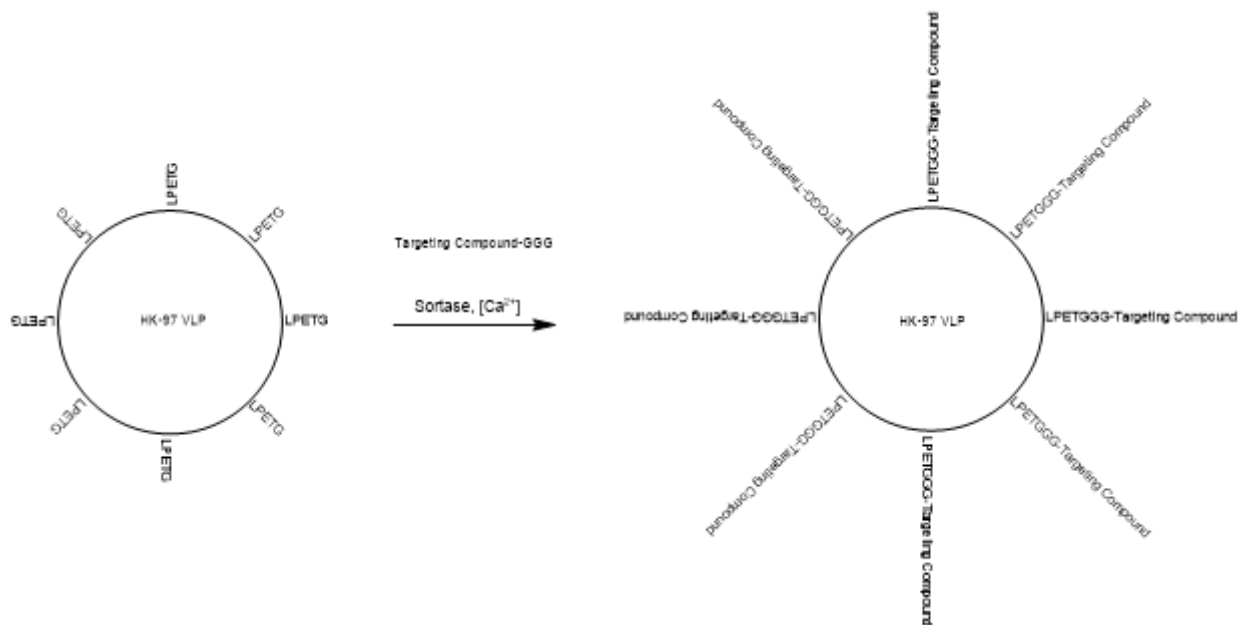 LPETG
LPETG
LPETG
LPETG
HK-97 VLP
LPETG
LPETG
LPETG
LPETG
Targeting Compound-GGG
Sortase, [Ca2+]
LPETGGG-Targeting Compound
LPETGGG-Targeting Compound
LPETGGG-Targeting Compound
LPETGGG-Targeting Compound
HK-97 VLP
LPETGGG-Targeting Compound
LPETGGG-Targeting Compound
LPETGGG-Targeting Compound
LPETGGG-Targeting Compound